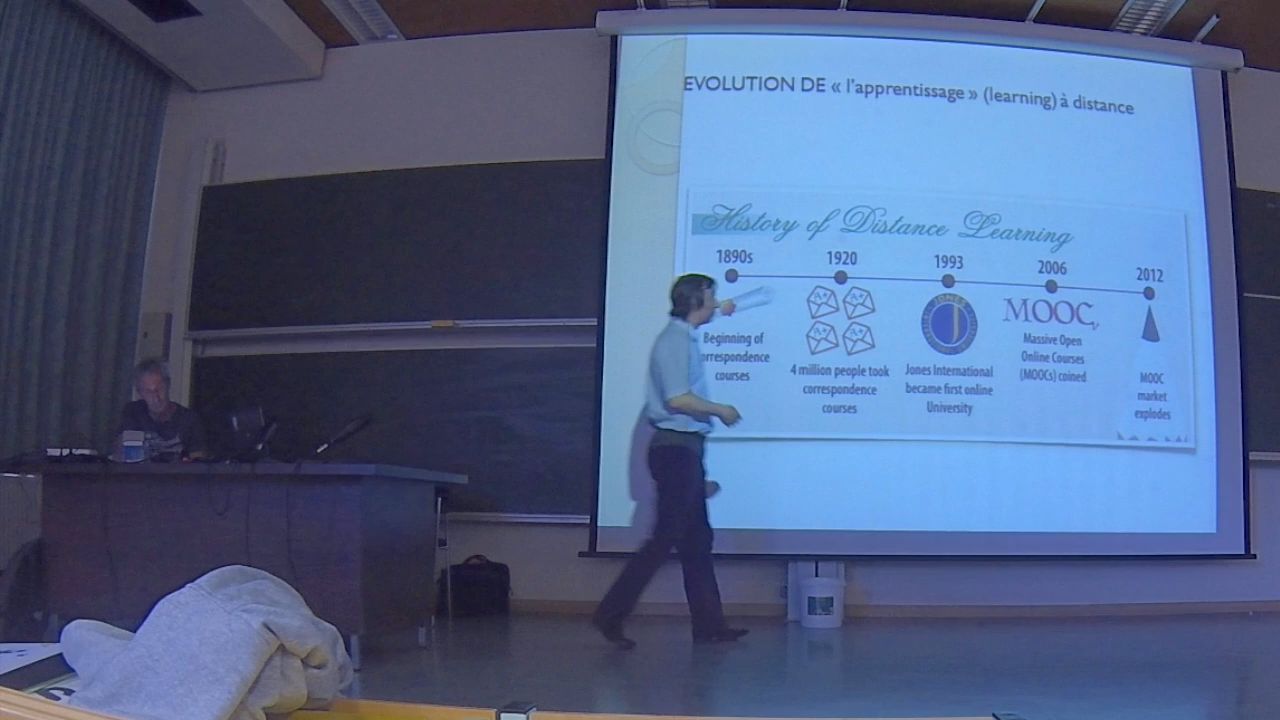 EVOLUTION DE « l'apprentissage » (learning) à distance
History of Distance Learning
1890s
1920
1993
2006
2012
A+ A+
A+ A+
JONES
J
MOOC
Beginning of
correspondence
courses
4 million people took
correspondence
courses
Jones International
became first online
University
Massive Open
Online Courses
(MOOCs) coined
MOOC
market
explodes